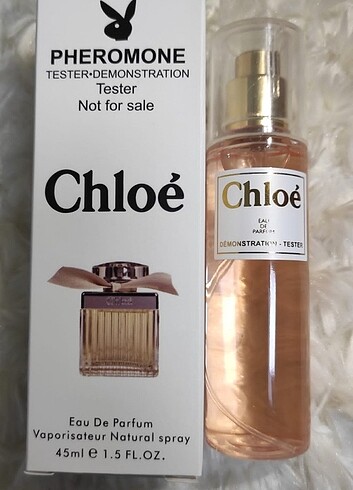 PHEROMONE
TESTER•DEMONSTRATION
Tester
Not for sale
Chloé
Eau De Parfum
Vaporisateur Natural spray
45ml ℮ 1.5 FL.OZ.
Chloé
EAU
DE
PARFUM
DÉMONSTRATION - TESTER